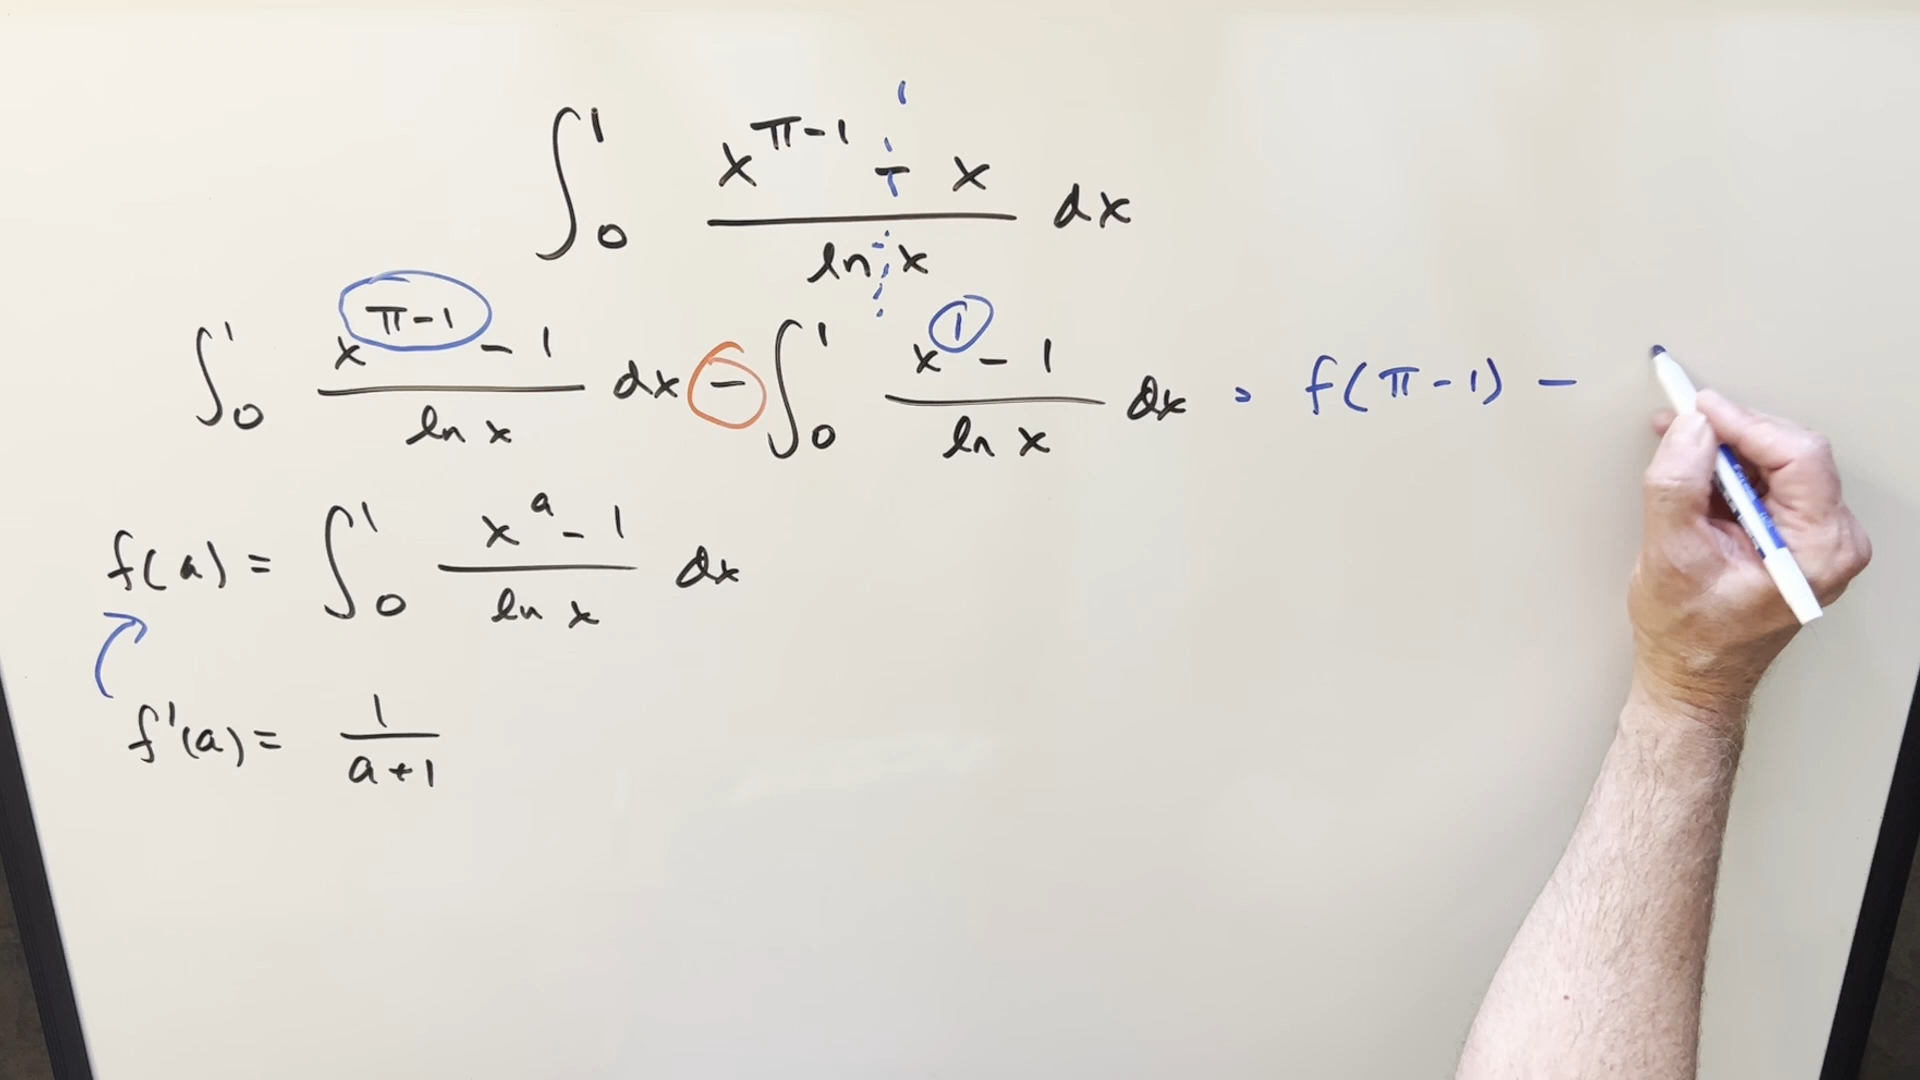 ∫₀¹ (x^(π-1) - x)/(ln x) dx
∫₀¹ (x^(π-1) - 1)/(ln x) dx - ∫₀¹ (x^1 - 1)/(ln x) dx = f(π-1) -
f(a) = ∫₀¹ (x^a - 1)/(ln x) dx
f'(a) = 1/(a+1)